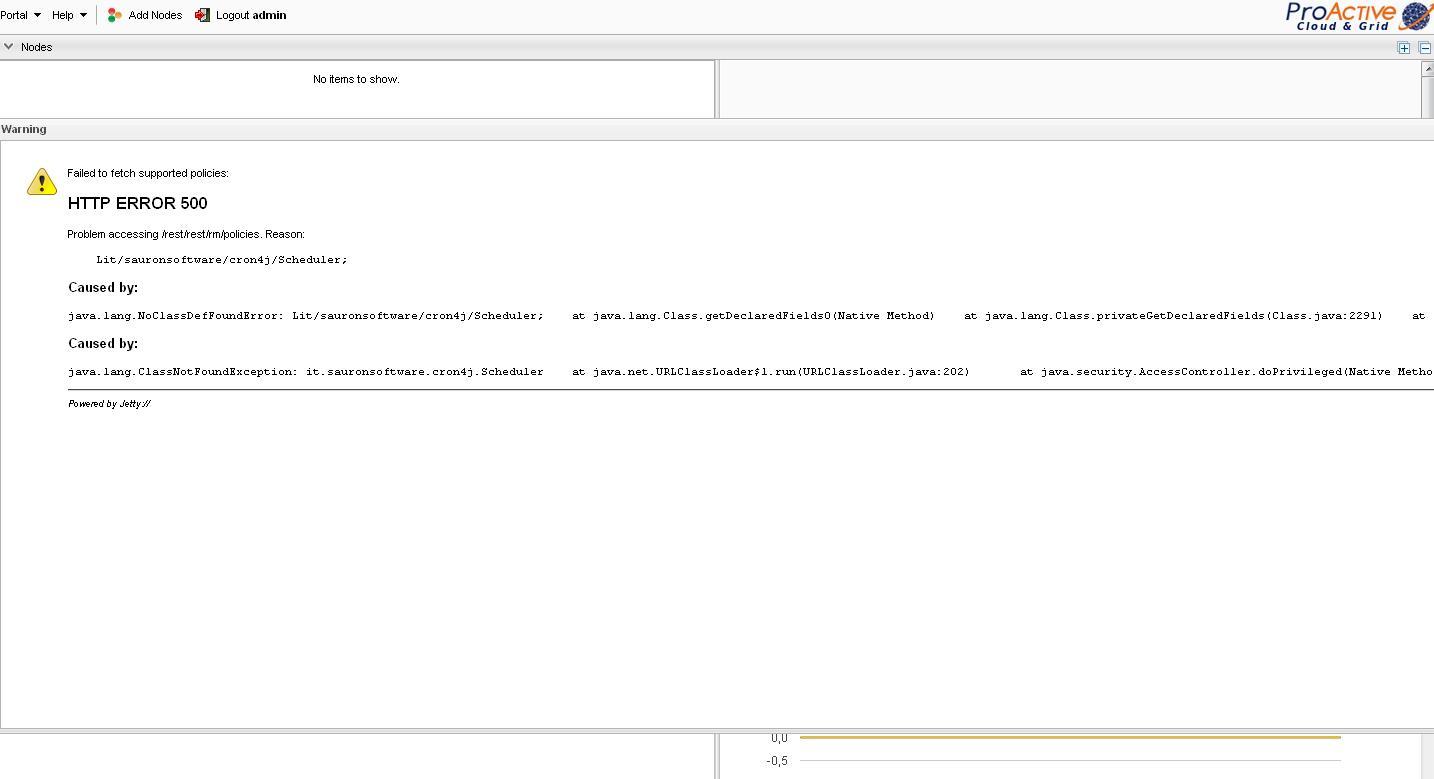 Portal Help Add Nodes Logout admin
ProActive
Cloud & Grid
Nodes
No items to show.
Warning
Failed to fetch supported policies:
HTTP ERROR 500
Problem accessing /rest/rest/rm/policies. Reason:
Lit/sauronsoftware/cron4j/Scheduler;
Caused by:
java.lang.NoClassDefFoundError: Lit/sauronsoftware/cron4j/Scheduler; at java.lang.Class.getDeclaredFields0(Native Method) at java.lang.Class.privateGetDeclaredFields(Class.java:2291) at
Caused by:
java.lang.ClassNotFoundException: it.sauronsoftware.cron4j.Scheduler at java.net.URLClassLoader$1.run(URLClassLoader.java:202) at java.security.AccessController.doPrivileged(Native Metho
Powered by Jetty://
0,0
-0,5